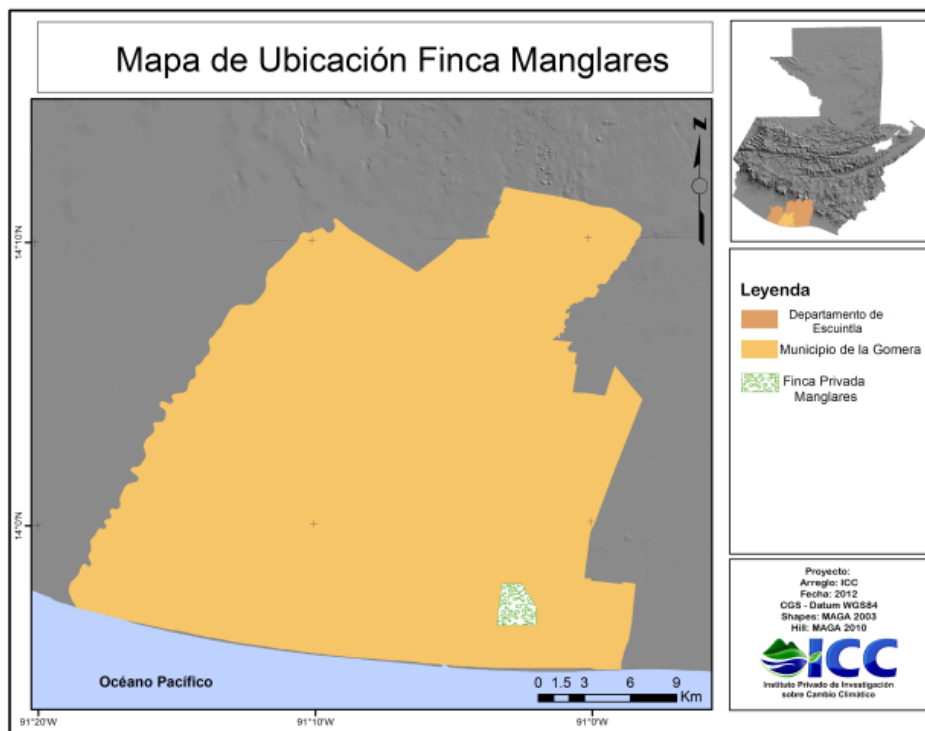 Mapa de Ubicación Finca Manglares
N
14°10'N
14°0'N
Océano Pacífico
0 1.5 3 6 9
Km
91°20'W
91°10'W
91°0'W
Leyenda
Departamento de
Escuintla
Municipio de la Gomera
Finca Privada
Manglares
Proyecto:
Arreglo: ICC
Fecha: 2012
CGS - Datum WGS84
Shapes: MAGA 2003
Hill: MAGA 2010
ICC
Instituto Privado de Investigación
sobre Cambio Climático